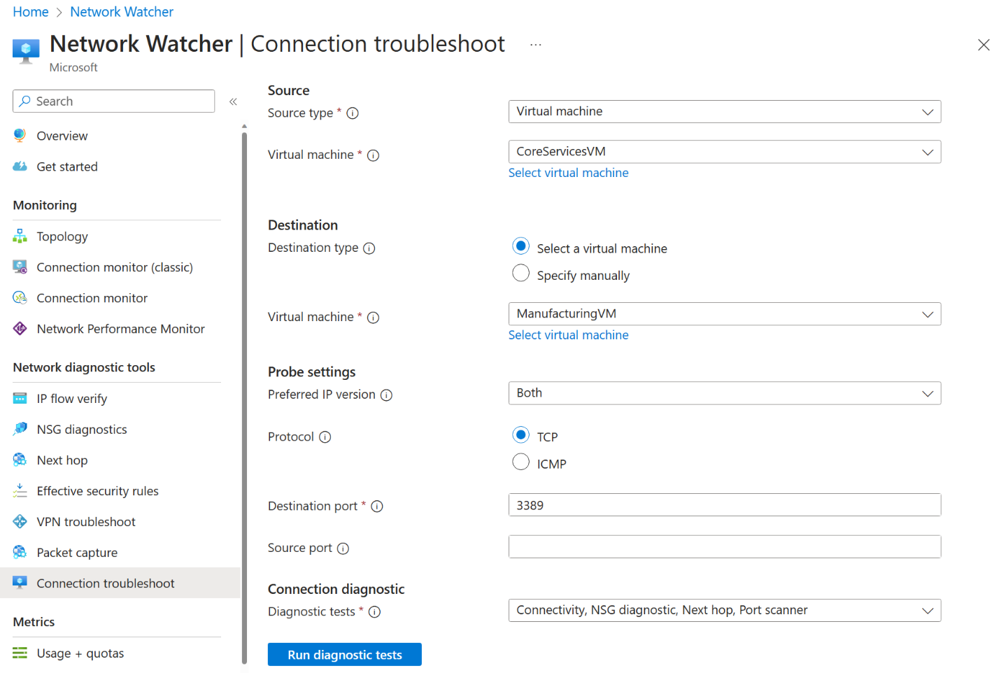 Home > Network Watcher
Network Watcher | Connection troubleshoot ...
Microsoft
Search
«
Overview
Get started
Monitoring
Topology
Connection monitor (classic)
Connection monitor
Network Performance Monitor
Network diagnostic tools
IP flow verify
NSG diagnostics
Next hop
Effective security rules
VPN troubleshoot
Packet capture
Connection troubleshoot
Metrics
Usage + quotas
Source
Source type *
Virtual machine
Virtual machine *
CoreServicesVM
Select virtual machine
Destination
Destination type
Select a virtual machine
Specify manually
Virtual machine *
ManufacturingVM
Select virtual machine
Probe settings
Preferred IP version
Both
Protocol
TCP
ICMP
Destination port *
3389
Source port
Connection diagnostic
Diagnostic tests *
Connectivity, NSG diagnostic, Next hop, Port scanner
Run diagnostic tests